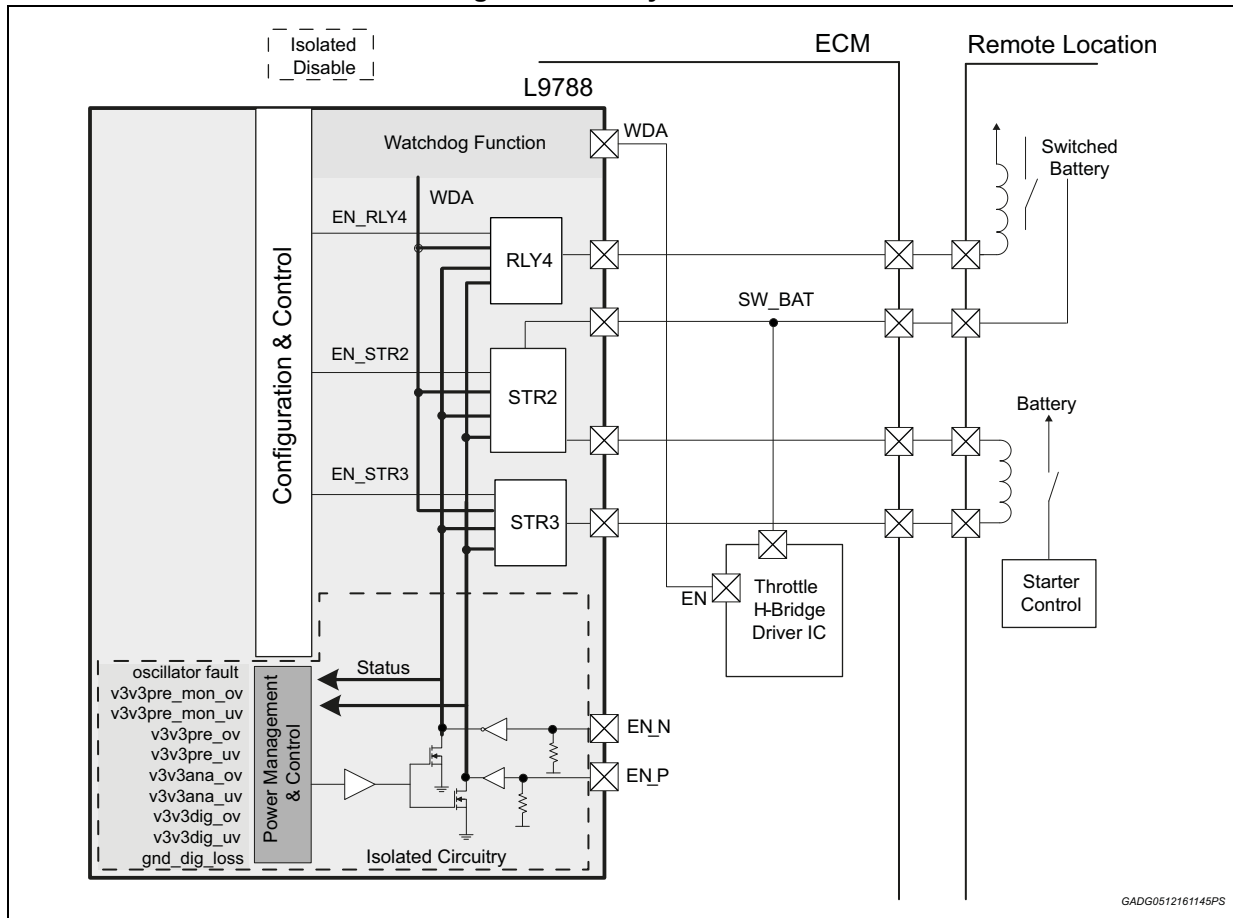 Isolated
Disable
ECM
Remote Location
L9788
WDA
Watchdog Function
Switched
Battery
WDA
EN_RLY4
RLY4
SW_BAT
EN_STR2
STR2
Battery
EN_STR3
STR3
Configuration & Control
Throttle
H-Bridge
Driver IC
EN
Starter
Control
oscillator fault
v3v3pre_mon_ov
v3v3pre_mon_uv
v3v3pre_ov
v3v3pre_uv
v3v3ana_ov
v3v3ana_uv
v3v3dig_ov
v3v3dig_uv
gnd_dig_loss
Power Management
& Control
Status
EN_N
EN_P
Isolated Circuitry
GADG0512161145PS